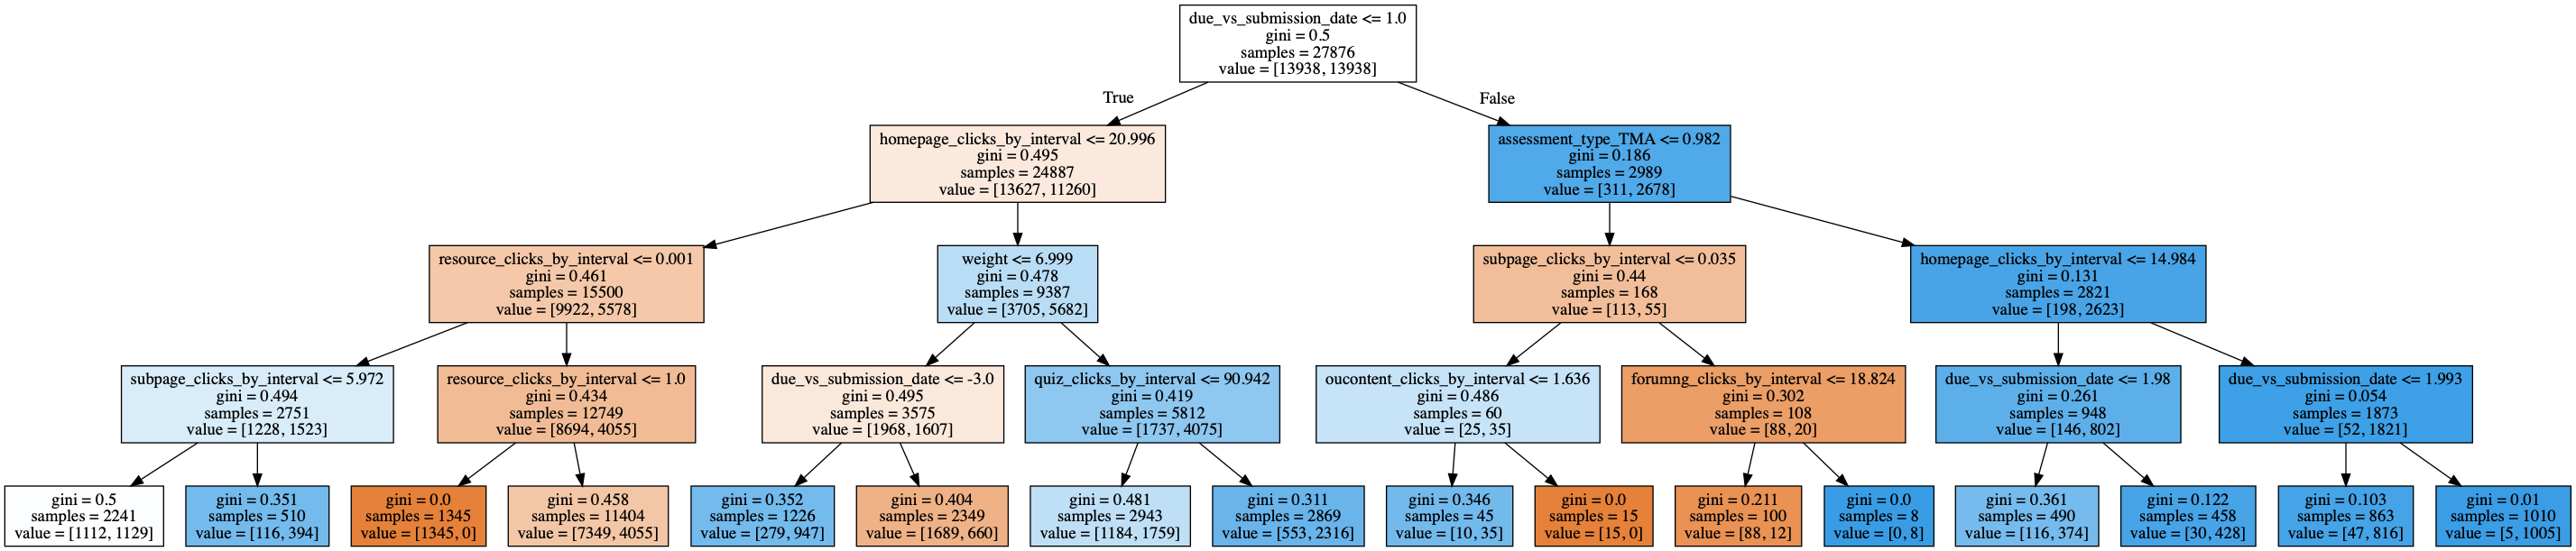 due_vs_submission_date <= 1.0
gini = 0.5
samples = 27876
value = [13938, 13938]
True
False
homepage_clicks_by_interval <= 20.996
gini = 0.495
samples = 24887
value = [13627, 11260]
assessment_type_TMA <= 0.982
gini = 0.186
samples = 2989
value = [311, 2678]
resource_clicks_by_interval <= 0.001
gini = 0.461
samples = 15500
value = [9922, 5578]
weight <= 6.999
gini = 0.478
samples = 9387
value = [3705, 5682]
subpage_clicks_by_interval <= 0.035
gini = 0.44
samples = 168
value = [113, 55]
homepage_clicks_by_interval <= 14.984
gini = 0.131
samples = 2821
value = [198, 2623]
subpage_clicks_by_interval <= 5.972
gini = 0.494
samples = 2751
value = [1228, 1523]
resource_clicks_by_interval <= 1.0
gini = 0.434
samples = 12749
value = [8694, 4055]
due_vs_submission_date <= -3.0
gini = 0.495
samples = 3575
value = [1968, 1607]
quiz_clicks_by_interval <= 90.942
gini = 0.419
samples = 5812
value = [1737, 4075]
oucontent_clicks_by_interval <= 1.636
gini = 0.486
samples = 60
value = [25, 35]
forumng_clicks_by_interval <= 18.824
gini = 0.302
samples = 108
value = [88, 20]
due_vs_submission_date <= 1.98
gini = 0.261
samples = 948
value = [146, 802]
due_vs_submission_date <= 1.993
gini = 0.054
samples = 1873
value = [52, 1821]
gini = 0.5
samples = 2241
value = [1112, 1129]
gini = 0.351
samples = 510
value = [116, 394]
gini = 0.0
samples = 1345
value = [1345, 0]
gini = 0.458
samples = 11404
value = [7349, 4055]
gini = 0.352
samples = 1226
value = [279, 947]
gini = 0.404
samples = 2349
value = [1689, 660]
gini = 0.481
samples = 2943
value = [1184, 1759]
gini = 0.311
samples = 2869
value = [553, 2316]
gini = 0.346
samples = 45
value = [10, 35]
gini = 0.0
samples = 15
value = [15, 0]
gini = 0.211
samples = 100
value = [88, 12]
gini = 0.0
samples = 8
value = [0, 8]
gini = 0.361
samples = 490
value = [116, 374]
gini = 0.122
samples = 458
value = [30, 428]
gini = 0.103
samples = 863
value = [47, 816]
gini = 0.01
samples = 1010
value = [5, 1005]